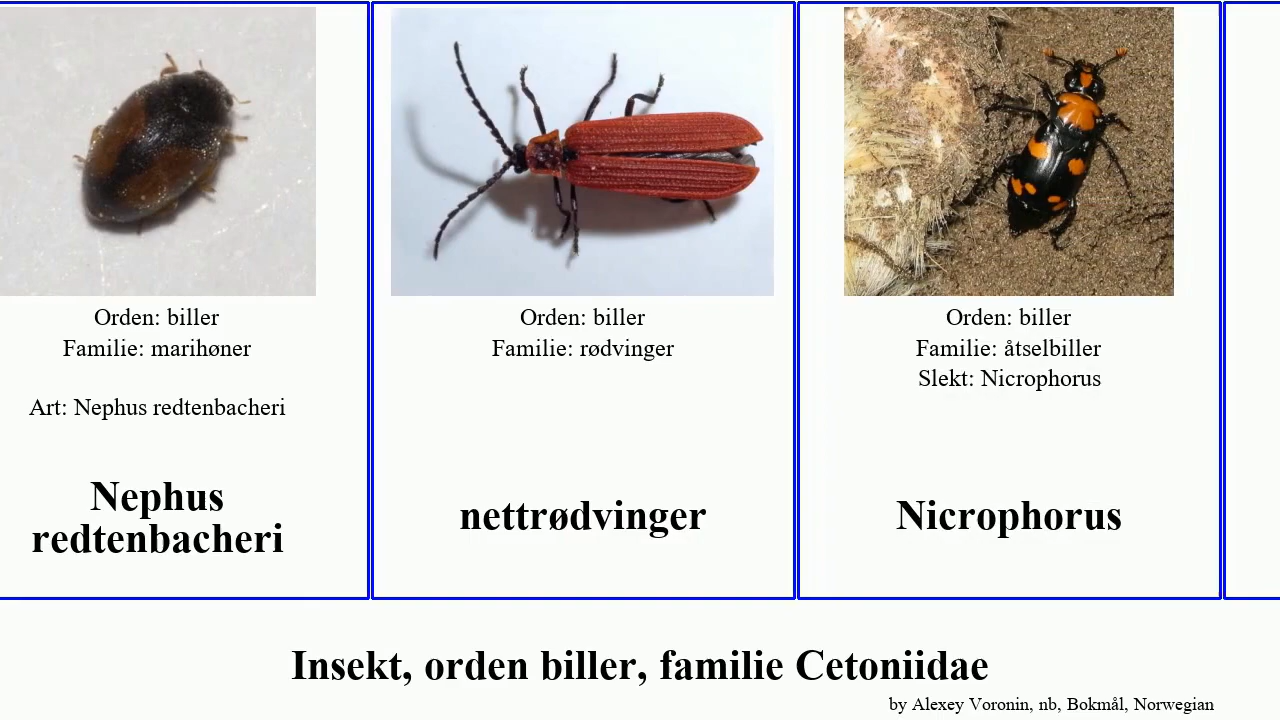 Orden: biller
Familie: marihøner
Art: Nephus redtenbacheri
Nephus
redtenbacheri
Orden: biller
Familie: rødvinger
nettrødvinger
Orden: biller
Familie: åtselbiller
Slekt: Nicrophorus
Nicrophorus
Insekt, orden biller, familie Cetoniidae
by Alexey Voronin, nb, Bokmål, Norwegian